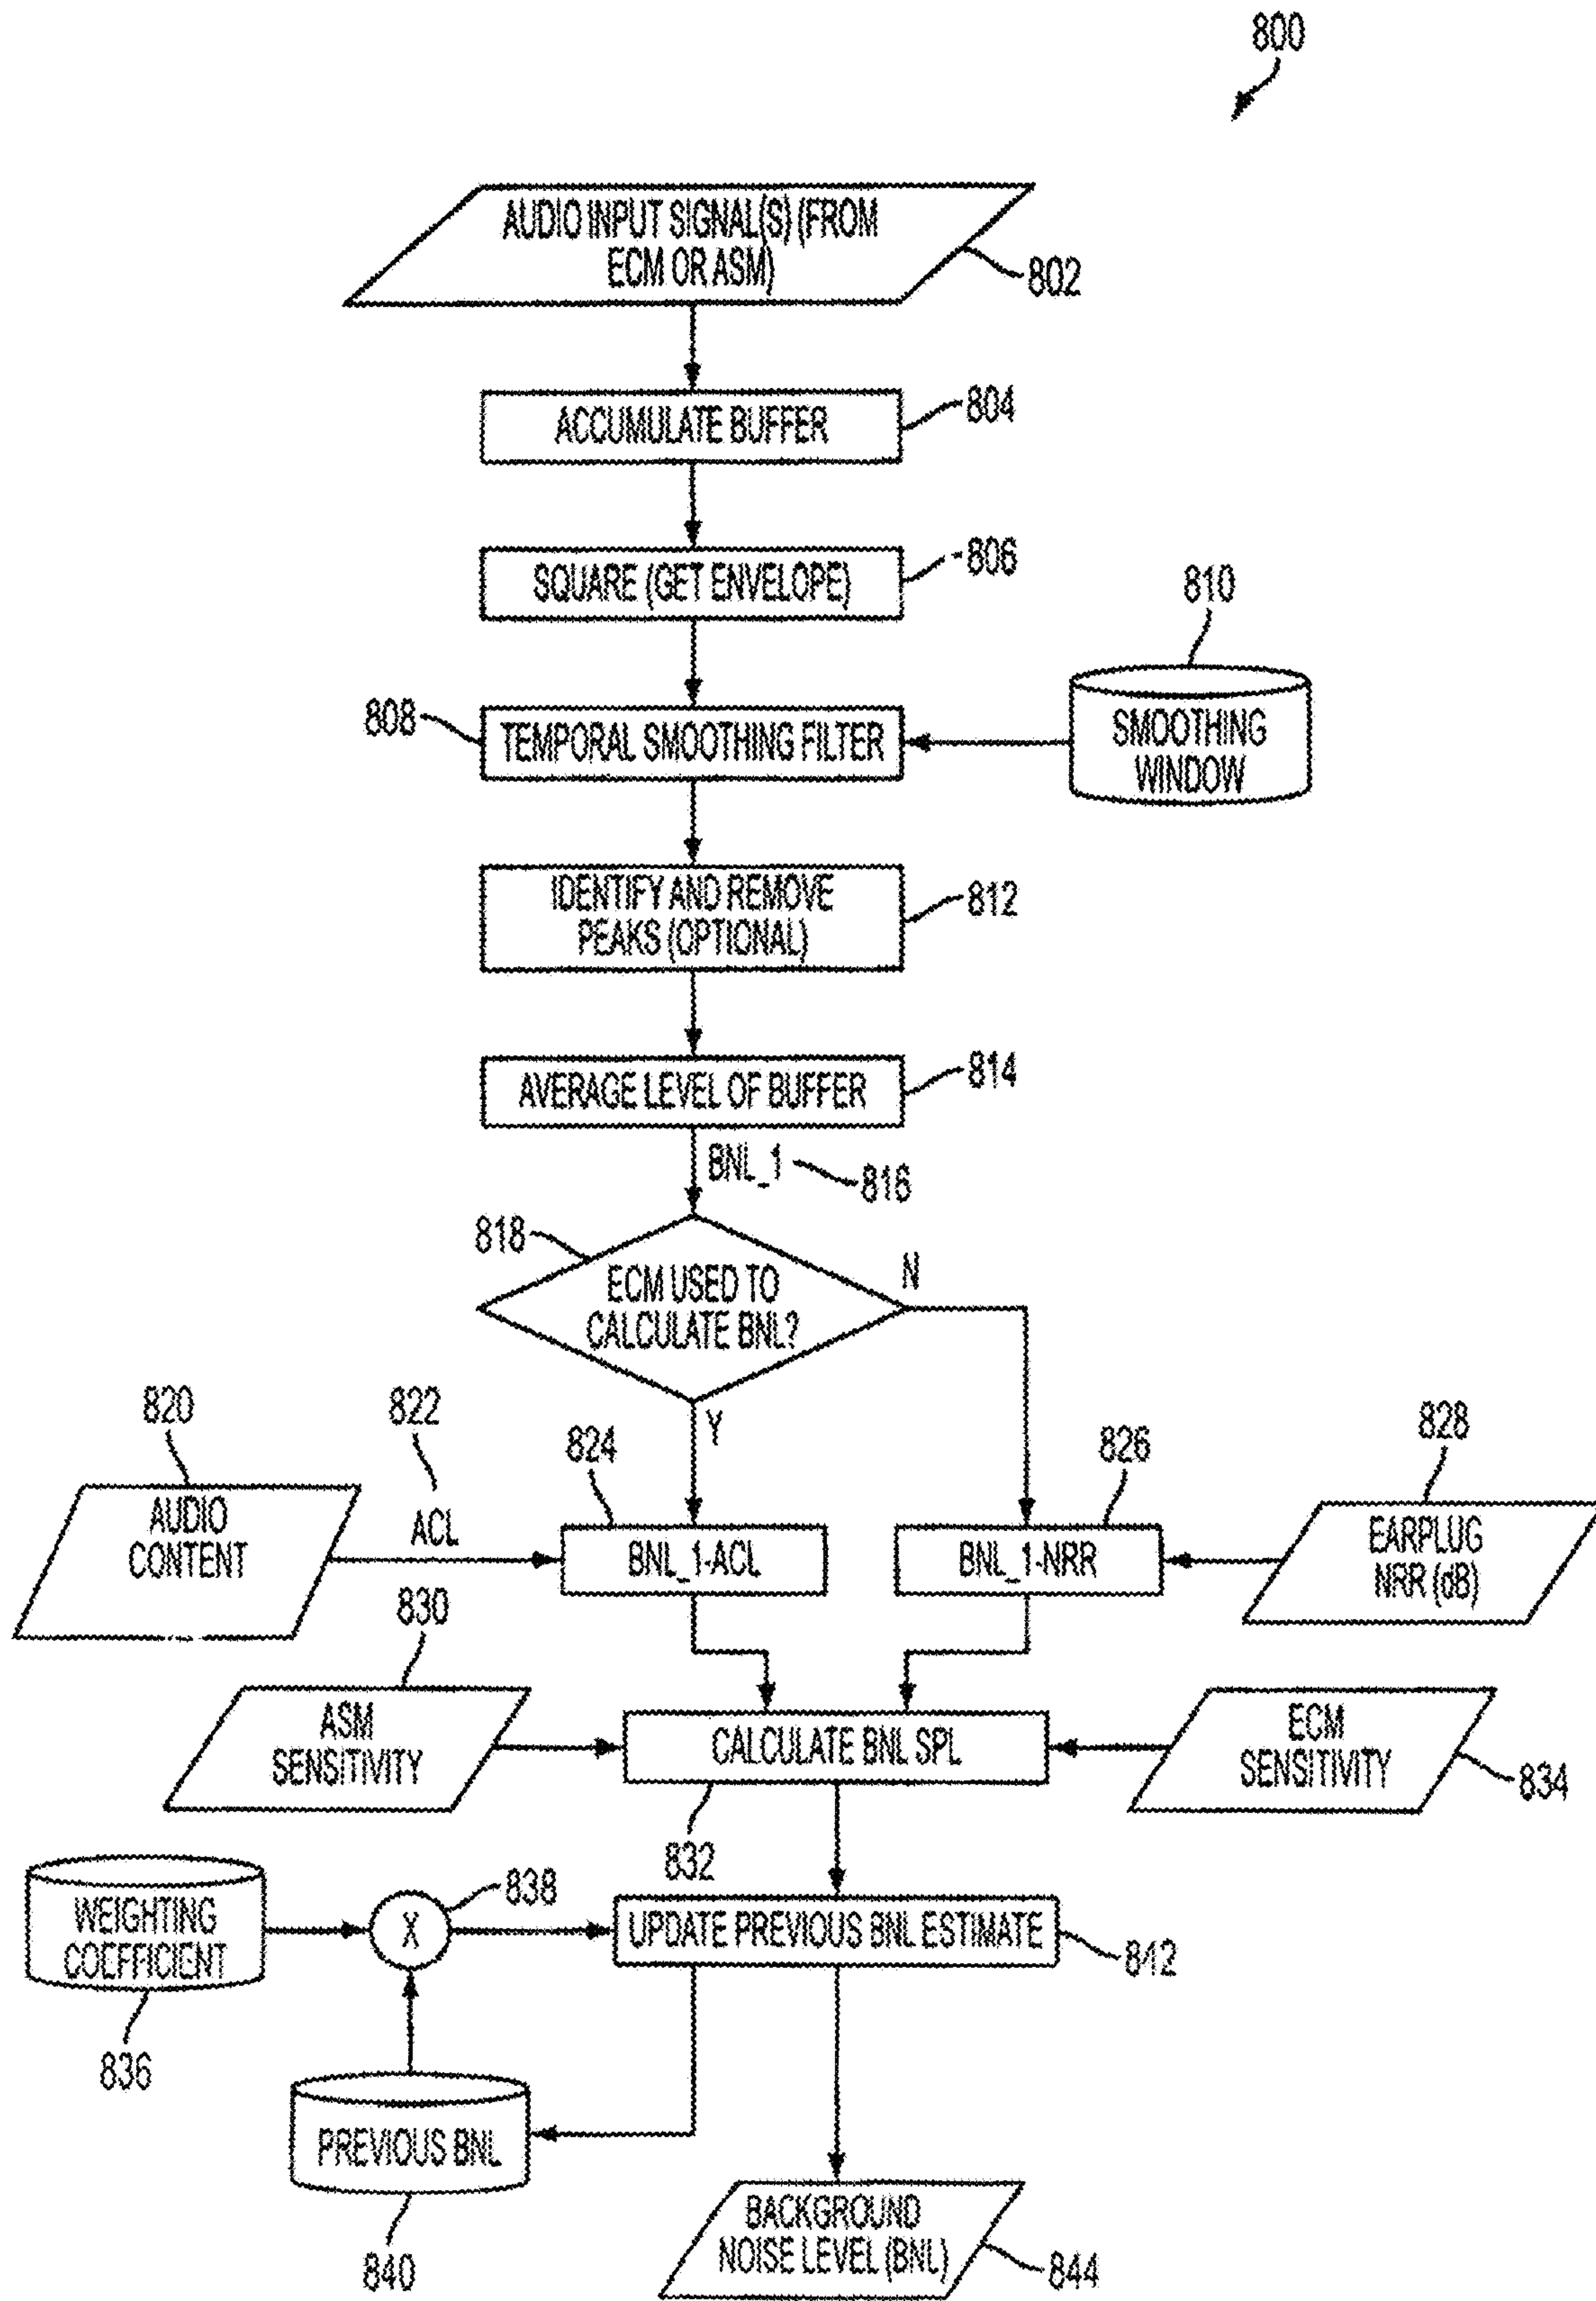 800
AUDIO INPUT SIGNAL(S) (FROM
ECM OR ASM)
802
ACCUMULATE BUFFER
804
SQUARE (GET ENVELOPE)
806
810
808
TEMPORAL SMOOTHING FILTER
SMOOTHING
WINDOW
IDENTIFY AND REMOVE
PEAKS (OPTIONAL)
812
AVERAGE LEVEL OF BUFFER
814
BNL_1
816
818
N
ECM USED TO
CALCULATE BNL?
Y
820
822
824
826
828
AUDIO
CONTENT
ACL
BNL_1-ACL
BNL_1-NRR
EARPLUG
NRR (dB)
830
ASM
SENSITIVITY
CALCULATE BNL SPL
ECM
SENSITIVITY
834
832
838
WEIGHTING
COEFFICIENT
X
UPDATE PREVIOUS BNL ESTIMATE
842
836
PREVIOUS BNL
840
BACKGROUND
NOISE LEVEL (BNL)
844